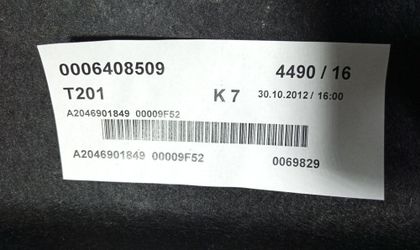 0006408509 4490 / 16
T201 K 7 30.10.2012 / 16:00
A2046901849 00009F52
A2046901849 00009F52 0069829